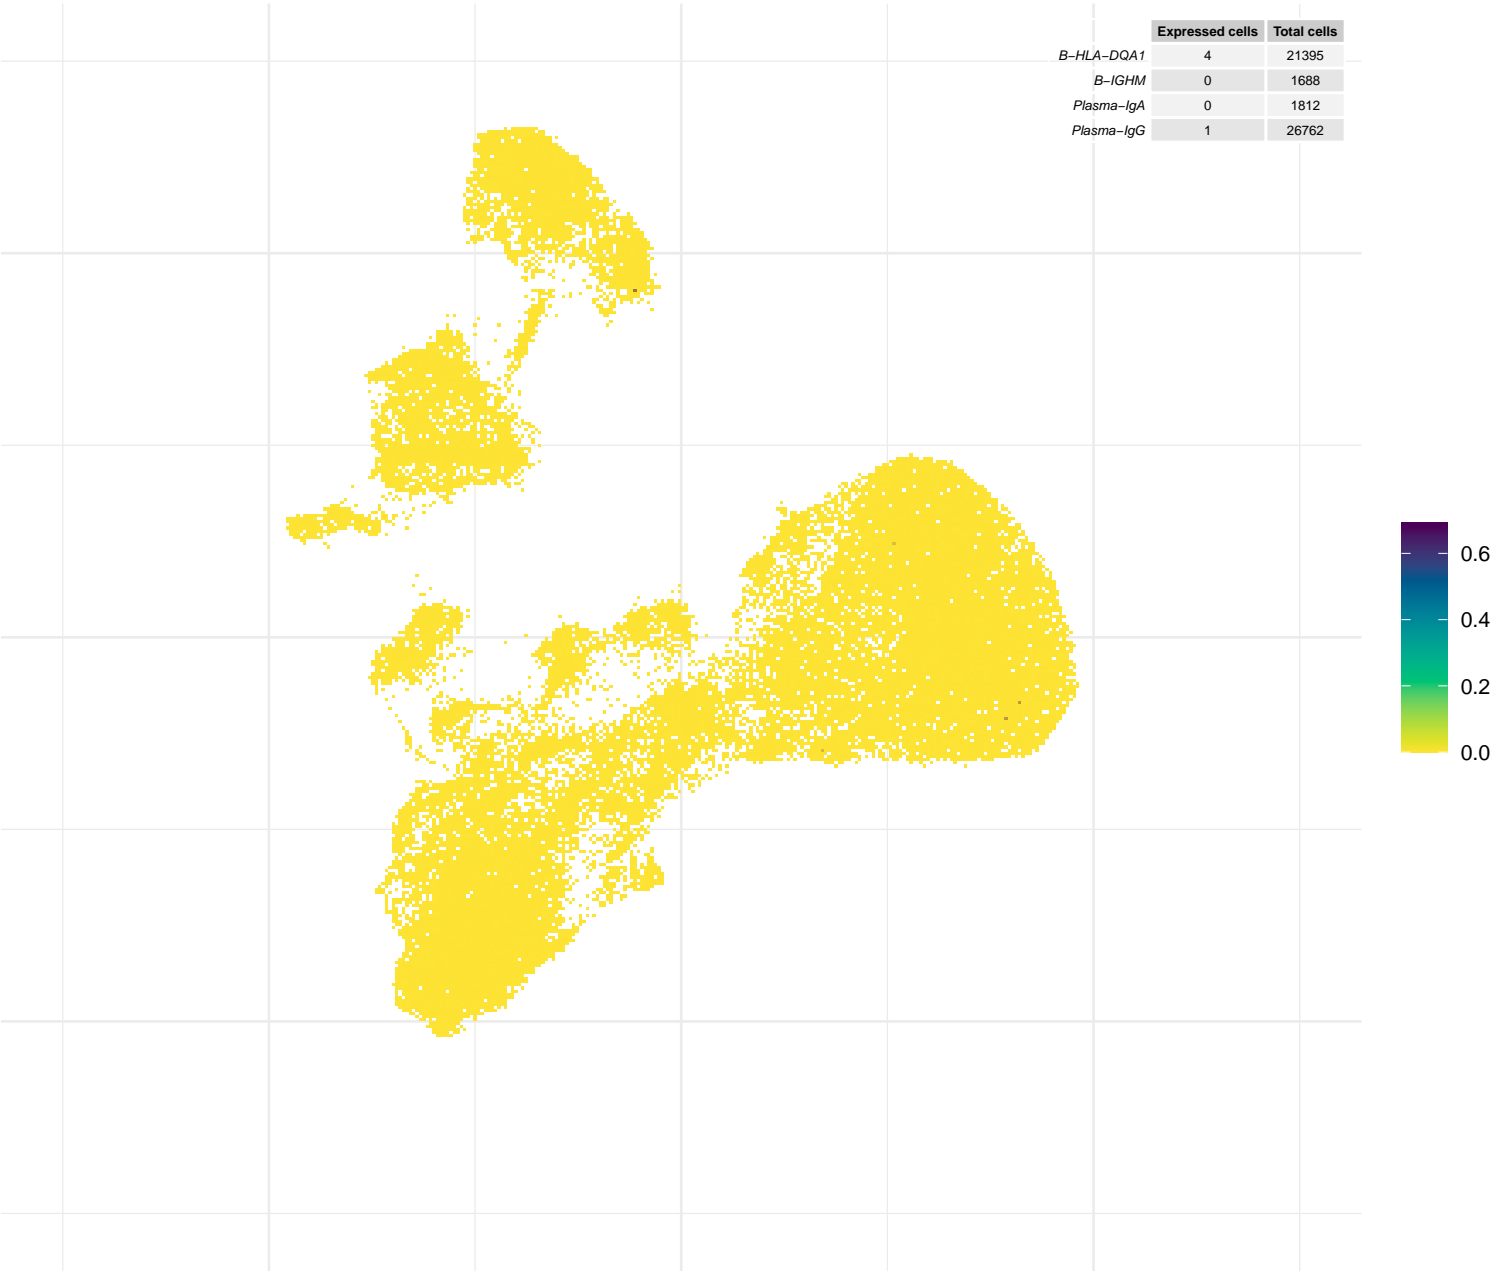 Expressed cells Total cells
B−HLA−DQA1 4 21395
B−IGHM 0 1688
Plasma−IgA 0 1812
Plasma−IgG 1 26762
0.6
0.4
0.2
0.0